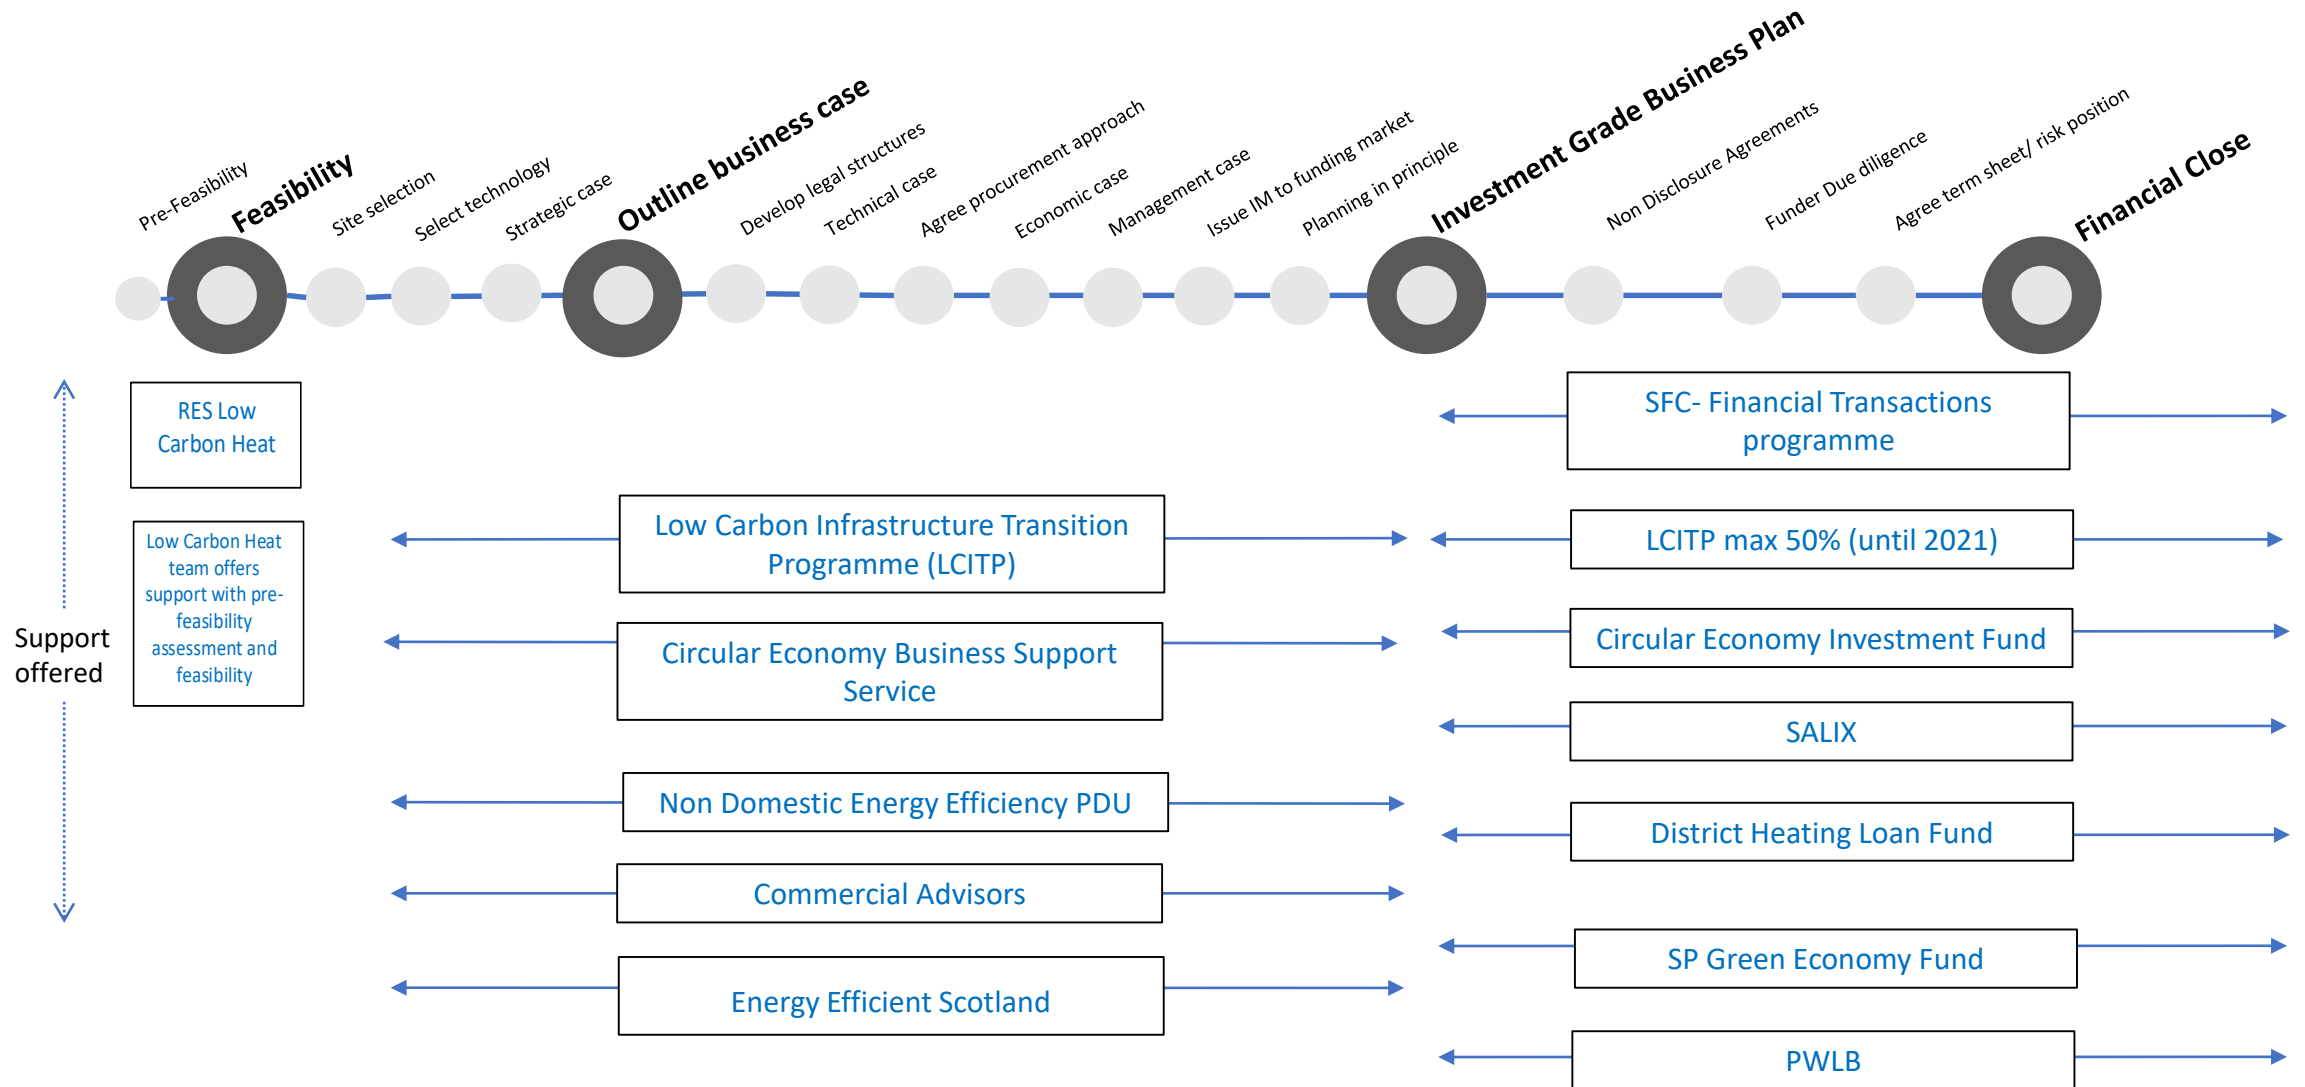 Pre-Feasibility
Feasibility
Site selection
Select technology
Strategic case
Outline business case
Develop legal structures
Technical case
Agree procurement approach
Economic case
Management case
Issue IM to funding market
Planning in principle
Investment Grade Business Plan
Non Disclosure Agreements
Funder Due diligence
Agree term sheet/ risk position
Financial Close
Support
offered
RES Low
Carbon Heat
Low Carbon Heat
team offers
support with pre-
feasibility
assessment and
feasibility
Low Carbon Infrastructure Transition
Programme (LCITP)
Circular Economy Business Support
Service
Non Domestic Energy Efficiency PDU
Commercial Advisors
Energy Efficient Scotland
SFC- Financial Transactions
programme
LCITP max 50% (until 2021)
Circular Economy Investment Fund
SALIX
District Heating Loan Fund
SP Green Economy Fund
PWLB